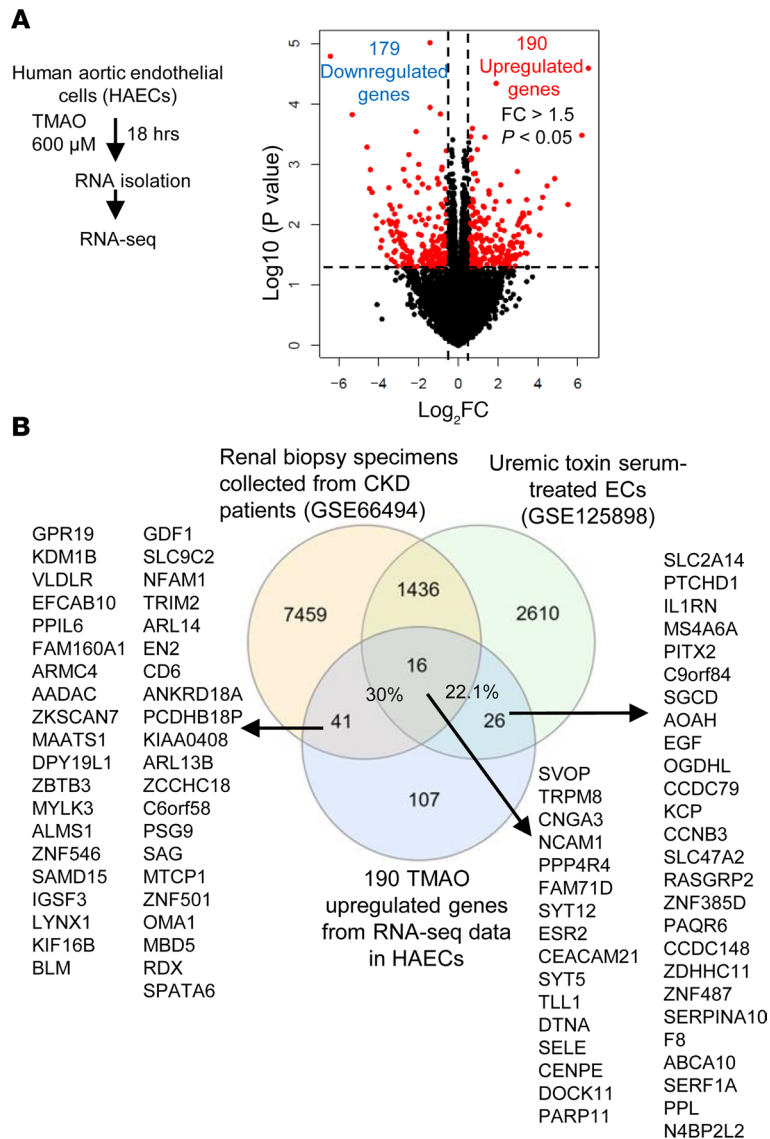 A
Human aortic endothelial
cells (HAECs)
TMAO
600 µM
18 hrs
RNA isolation
RNA-seq
179
Downregulated
genes
190
Upregulated
genes
FC > 1.5
P < 0.05
Log10 (P value)
5
4
3
2
1
0
−6
−4
−2
0
2
4
6
Log2FC
B
Renal biopsy specimens
collected from CKD
patients (GSE66494)
Uremic toxin serum-
treated ECs
(GSE125898)
7459
1436
2610
16
30%
22.1%
41
26
107
190 TMAO
upregulated genes
from RNA-seq data
in HAECs
GPR19
KDM1B
VLDLR
EFCAB10
PPIL6
FAM160A1
ARMC4
AADAC
ZKSCAN7
MAATS1
DPY19L1
ZBTB3
MYLK3
ALMS1
ZNF546
SAMD15
IGSF3
LYNX1
KIF16B
BLM
GDF1
SLC9C2
NFAM1
TRIM2
ARL14
EN2
CD6
ANKRD18A
PCDHB18P
KIAA0408
ARL13B
ZCCHC18
C6orf58
PSG9
SAG
MTCP1
ZNF501
OMA1
MBD5
RDX
SPATA6
SVOP
TRPM8
CNGA3
NCAM1
PPP4R4
FAM71D
SYT12
ESR2
CEACAM21
SYT5
TLL1
DTNA
SELE
CENPE
DOCK11
PARP11
SLC2A14
PTCHD1
IL1RN
MS4A6A
PITX2
C9orf84
SGCD
AOAH
EGF
OGDHL
CCDC79
KCP
CCNB3
SLC47A2
RASGRP2
ZNF385D
PAQR6
CCDC148
ZDHHC11
ZNF487
SERPINA10
F8
ABCA10
SERF1A
PPL
N4BP2L2